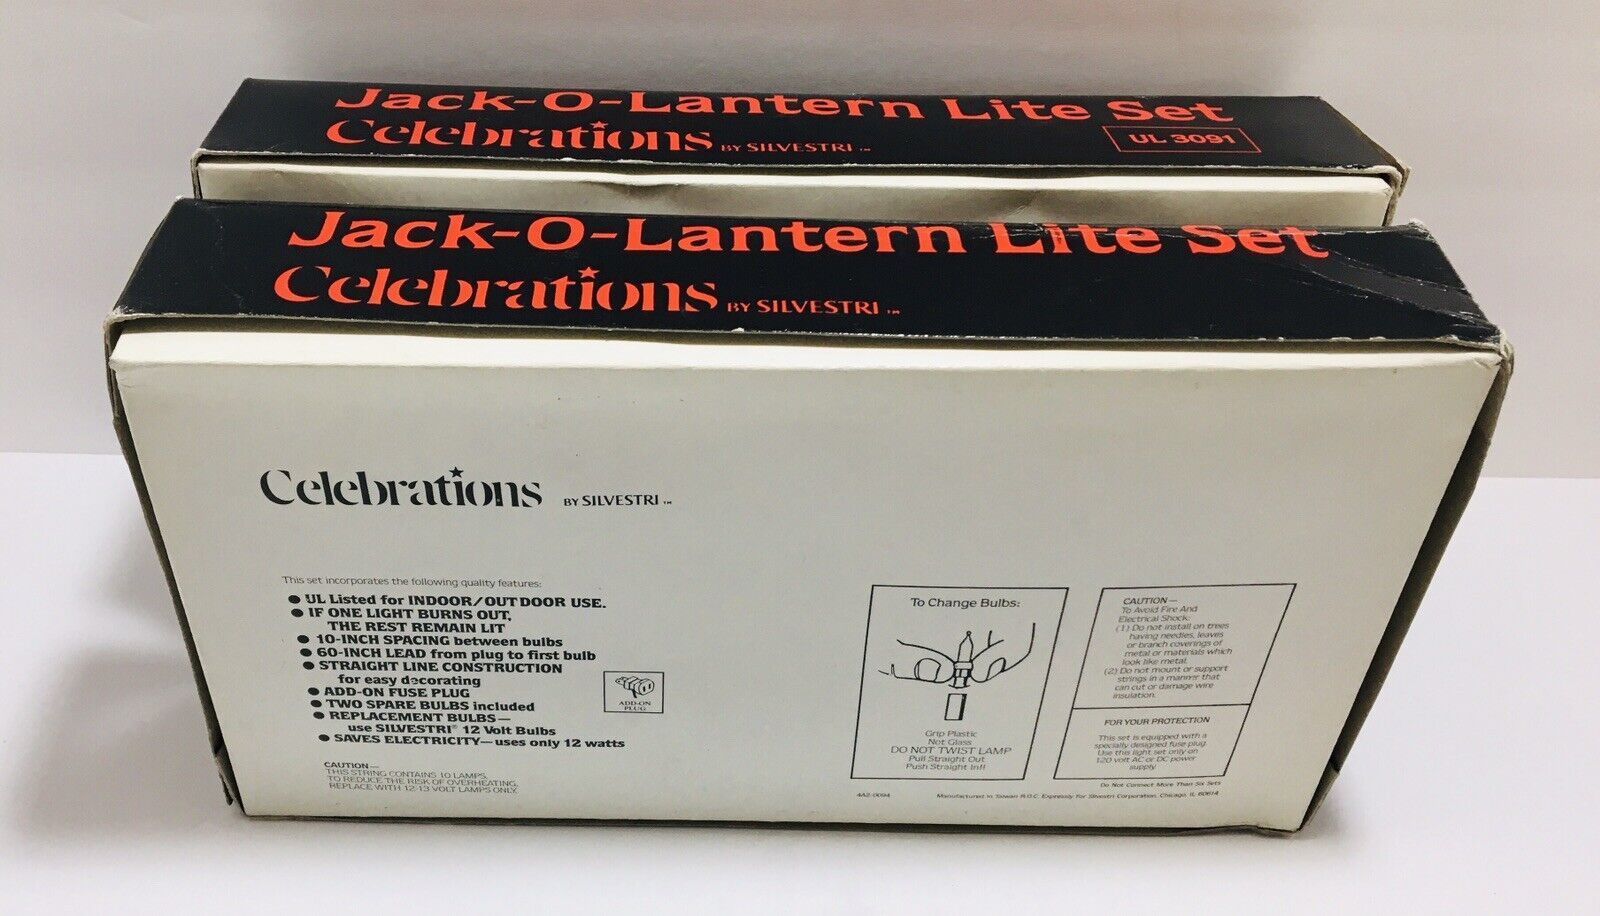 Jack-O-Lantern Lite Set
Celebrations BY SILVESTRI ™
UL 3091
Jack-O-Lantern Lite Set
Celebrations BY SILVESTRI ™
Celebrations BY SILVESTRI ™
This set incorporates the following quality features:
● UL Listed for INDOOR/OUTDOOR USE.
● IF ONE LIGHT BURNS OUT,
THE REST REMAIN LIT
● 10-INCH SPACING between bulbs
● 60-INCH LEAD from plug to first bulb
● STRAIGHT LINE CONSTRUCTION
for easy decorating
● ADD-ON FUSE PLUG
● TWO SPARE BULBS included
● REPLACEMENT BULBS—
use SILVESTRI® 12 Volt Bulbs
● SAVES ELECTRICITY—uses only 12 watts
ADD-ON
PLUG
CAUTION—
THIS STRING CONTAINS 10 LAMPS.
TO REDUCE THE RISK OF OVERHEATING,
REPLACE WITH 12-13 VOLT LAMPS ONLY.
To Change Bulbs:
Grip Plastic
Not Glass
DO NOT TWIST LAMP
Pull Straight Out
Push Straight In!!
CAUTION—
To Avoid Fire And
Electrical Shock:
(1) Do not install on trees
having needles, leaves
or branch coverings of
metal or materials which
look like metal.
(2) Do not mount or support
strings in a manner that
can cut or damage wire
insulation.
FOR YOUR PROTECTION
This set is equipped with a
specially designed fuse plug.
Use this light set only on
120 volt AC or DC power
supply.
Do Not Connect More Than Six Sets
4A2-0094
Manufactured in Taiwan R.O.C. Expressly For Silvestri Corporation, Chicago, IL 60614